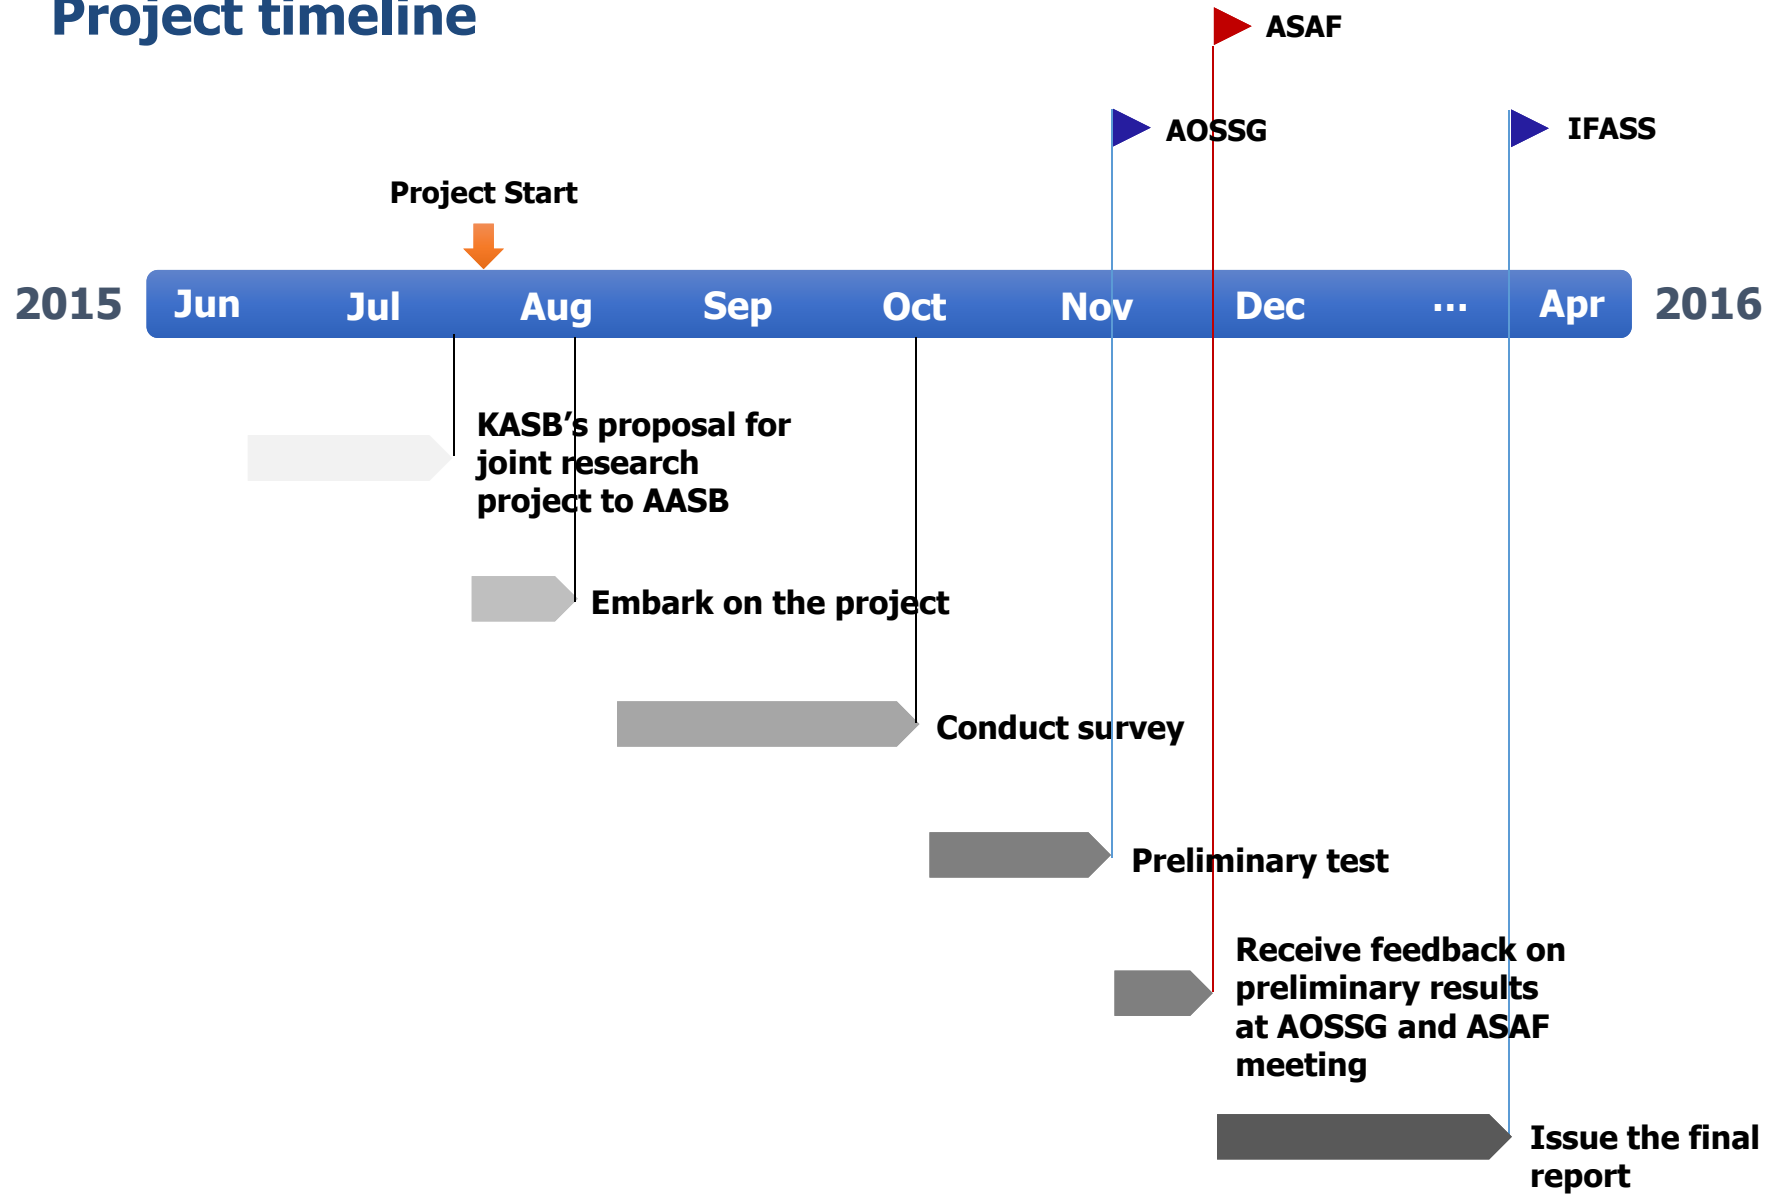 Project timeline
ASAF
AOSSG
IFASS
Project Start
2015 Jun Jul Aug Sep Oct Nov Dec ... Apr 2016
KASB’s proposal for
joint research
project to AASB
Embark on the project
Conduct survey
Preliminary test
Receive feedback on
preliminary results
at AOSSG and ASAF
meeting
Issue the final
report